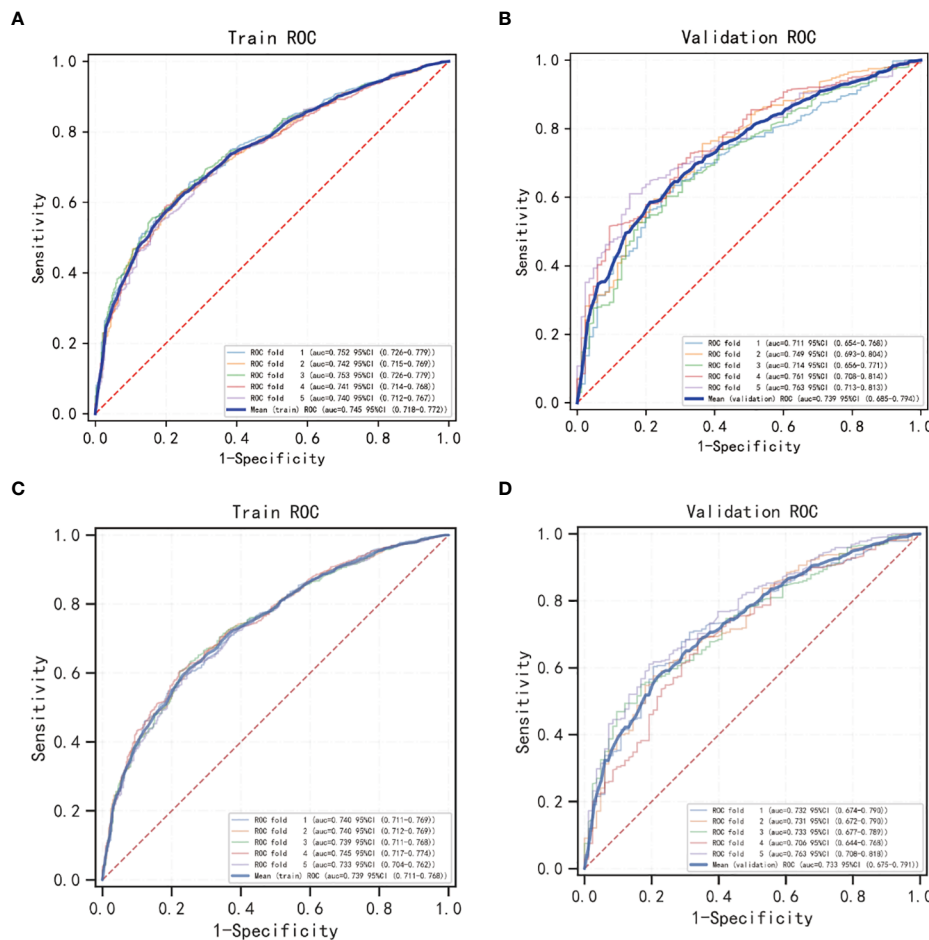 A
Train ROC
1.0
0.8
0.6
0.4
0.2
0.0
Sensitivity
ROC fold 1 (auc=0.752 95%CI (0.726-0.779))
ROC fold 2 (auc=0.742 95%CI (0.715-0.769))
ROC fold 3 (auc=0.753 95%CI (0.726-0.779))
ROC fold 4 (auc=0.741 95%CI (0.714-0.768))
ROC fold 5 (auc=0.740 95%CI (0.712-0.767))
Mean (train) ROC (auc=0.745 95%CI (0.718-0.772))
0.0 0.2 0.4 0.6 0.8 1.0
1-Specificity
B
Validation ROC
1.0
0.8
0.6
0.4
0.2
0.0
Sensitivity
ROC fold 1 (auc=0.711 95%CI (0.654-0.768))
ROC fold 2 (auc=0.749 95%CI (0.693-0.804))
ROC fold 3 (auc=0.714 95%CI (0.656-0.771))
ROC fold 4 (auc=0.761 95%CI (0.708-0.814))
ROC fold 5 (auc=0.763 95%CI (0.713-0.813))
Mean (validation) ROC (auc=0.739 95%CI (0.685-0.794))
0.0 0.2 0.4 0.6 0.8 1.0
1-Specificity
C
Train ROC
1.0
0.8
0.6
0.4
0.2
0.0
Sensitivity
ROC fold 1 (auc=0.740 95%CI (0.711-0.769))
ROC fold 2 (auc=0.740 95%CI (0.712-0.769))
ROC fold 3 (auc=0.739 95%CI (0.711-0.768))
ROC fold 4 (auc=0.745 95%CI (0.717-0.774))
ROC fold 5 (auc=0.733 95%CI (0.704-0.762))
Mean (train) ROC (auc=0.739 95%CI (0.711-0.768))
0.0 0.2 0.4 0.6 0.8 1.0
1-Specificity
D
Validation ROC
1.0
0.8
0.6
0.4
0.2
0.0
Sensitivity
ROC fold 1 (auc=0.732 95%CI (0.674-0.790))
ROC fold 2 (auc=0.731 95%CI (0.672-0.790))
ROC fold 3 (auc=0.733 95%CI (0.677-0.789))
ROC fold 4 (auc=0.706 95%CI (0.644-0.768))
ROC fold 5 (auc=0.763 95%CI (0.708-0.818))
Mean (validation) ROC (auc=0.733 95%CI (0.675-0.791))
0.0 0.2 0.4 0.6 0.8 1.0
1-Specificity